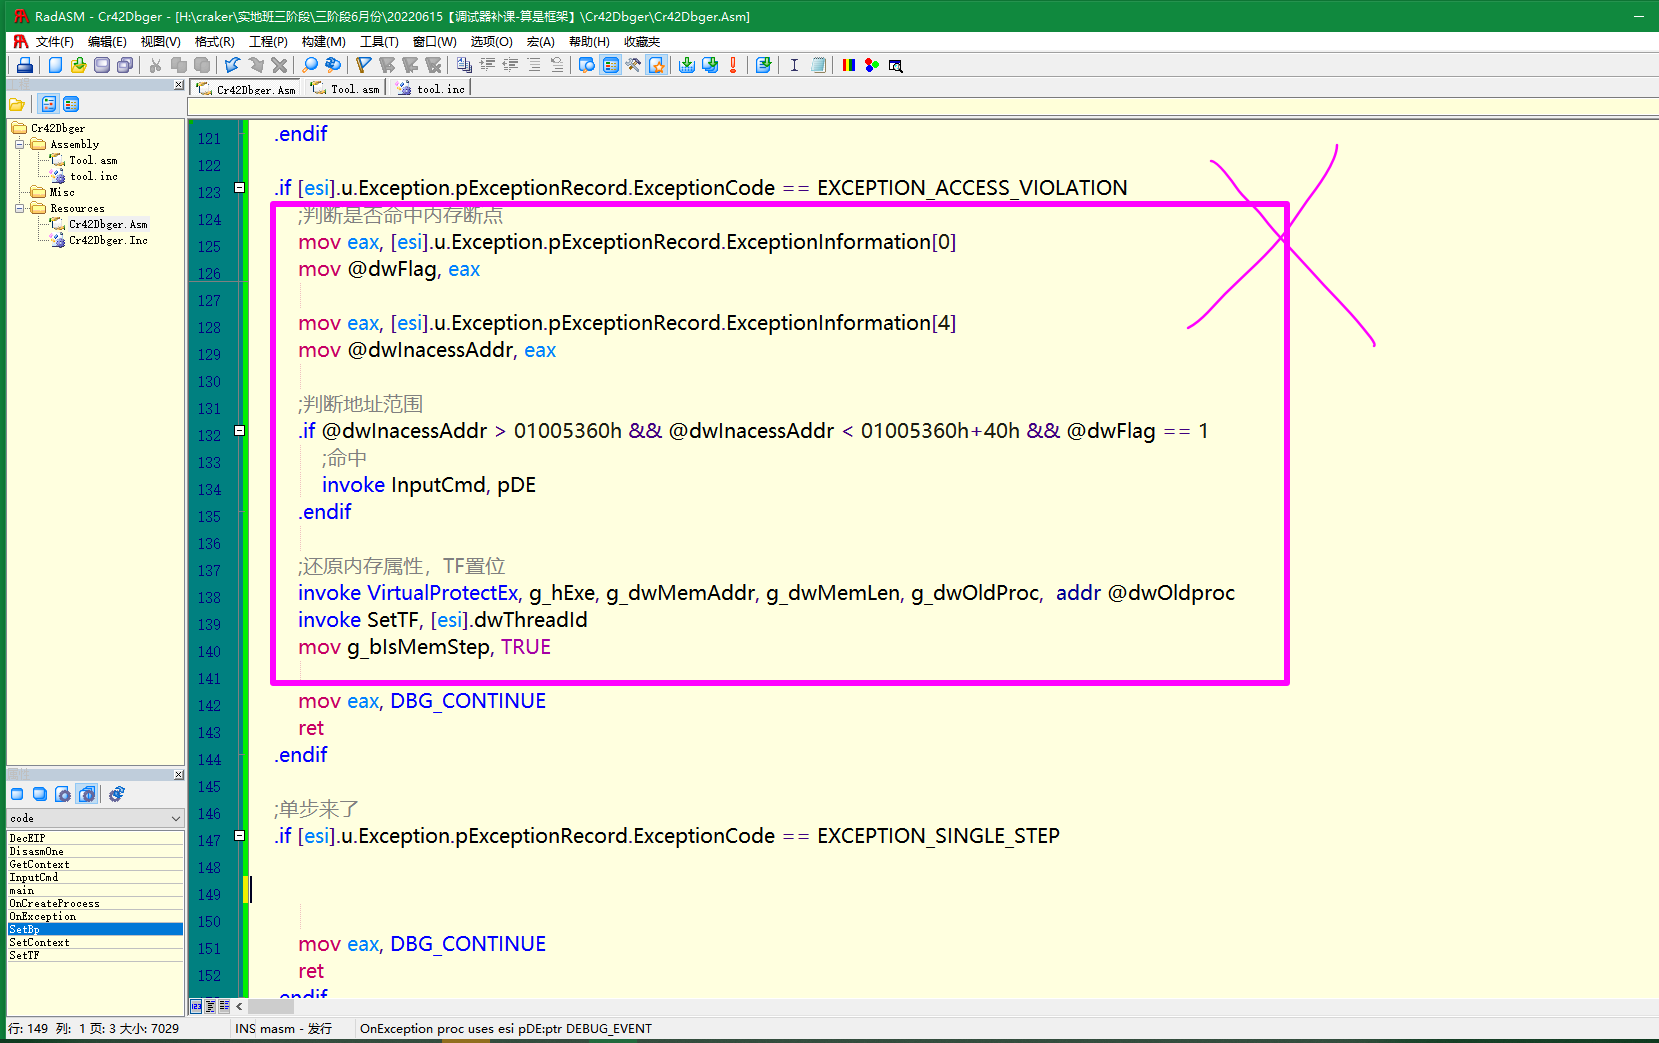 RadASM - Cr42Dbger - [H:\craker\实地班三阶段\三阶段6月份\20220615【调试器补课-算是框架】\Cr42Dbger\Cr42Dbger.Asm]
文件(F) 编辑(E) 视图(V) 格式(R) 工程(P) 构建(M) 工具(T) 窗口(W) 选项(O) 宏(A) 帮助(H) 收藏夹
Cr42Dbger.Asm Tool.asm tool.inc
Cr42Dbger
Assembly
Tool.asm
tool.inc
Misc
Resources
Cr42Dbger.Asm
Cr42Dbger.Inc
code
DecEIP
DisasmOne
GetContext
InputCmd
main
OnCreateProcess
OnException
SetBp
SetContext
SetTF
121 .endif
122
123 .if [esi].u.Exception.pExceptionRecord.ExceptionCode == EXCEPTION_ACCESS_VIOLATION
124 ;判断是否命中内存断点
125 mov eax, [esi].u.Exception.pExceptionRecord.ExceptionInformation[0]
126 mov @dwFlag, eax
127
128 mov eax, [esi].u.Exception.pExceptionRecord.ExceptionInformation[4]
129 mov @dwInacessAddr, eax
130
131 ;判断地址范围
132 .if @dwInacessAddr > 01005360h && @dwInacessAddr < 01005360h+40h && @dwFlag == 1
133 ;命中
134 invoke InputCmd, pDE
135 .endif
136
137 ;还原内存属性，TF置位
138 invoke VirtualProtectEx, g_hExe, g_dwMemAddr, g_dwMemLen, g_dwOldProc, addr @dwOldproc
139 invoke SetTF, [esi].dwThreadId
140 mov g_bIsMemStep, TRUE
141
142 mov eax, DBG_CONTINUE
143 ret
144 .endif
145
146 ;单步来了
147 .if [esi].u.Exception.pExceptionRecord.ExceptionCode == EXCEPTION_SINGLE_STEP
148
149
150
151 mov eax, DBG_CONTINUE
152 ret
.endif
行: 149 列: 1 页: 3 大小: 7029 INS masm - 发行 OnException proc uses esi pDE:ptr DEBUG_EVENT